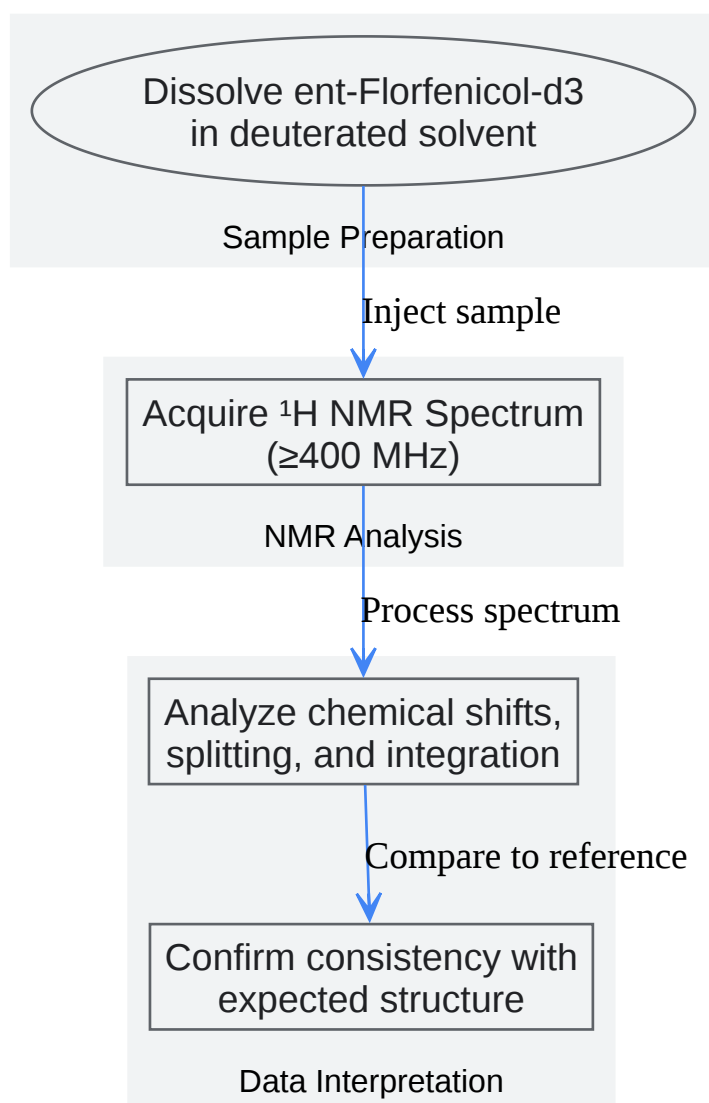 Dissolve ent-Florfenicol-d3
in deuterated solvent
Sample Preparation
Inject sample
Acquire ¹H NMR Spectrum
(≥400 MHz)
NMR Analysis
Process spectrum
Analyze chemical shifts,
splitting, and integration
Compare to reference
Confirm consistency with
expected structure
Data Interpretation